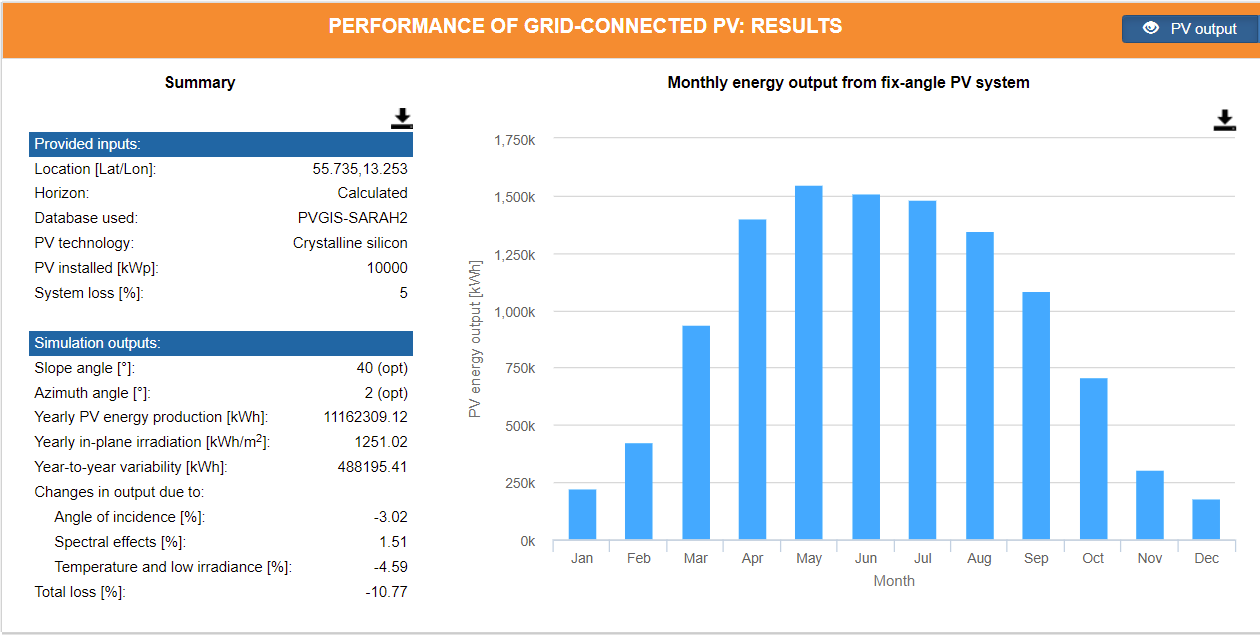 PERFORMANCE OF GRID-CONNECTED PV: RESULTS
PV output
Summary
Provided inputs:
Location [Lat/Lon]: 55.735,13.253
Horizon: Calculated
Database used: PVGIS-SARAH2
PV technology: Crystalline silicon
PV installed [kWp]: 10000
System loss [%]: 5
Simulation outputs:
Slope angle [°]: 40 (opt)
Azimuth angle [°]: 2 (opt)
Yearly PV energy production [kWh]: 11162309.12
Yearly in-plane irradiation [kWh/m²]: 1251.02
Year-to-year variability [kWh]: 488195.41
Changes in output due to:
Angle of incidence [%]: -3.02
Spectral effects [%]: 1.51
Temperature and low irradiance [%]: -4.59
Total loss [%]: -10.77
Monthly energy output from fix-angle PV system
PV energy output [kWh]
1,750k
1,500k
1,250k
1,000k
750k
500k
250k
0k
Jan Feb Mar Apr May Jun Jul Aug Sep Oct Nov Dec
Month